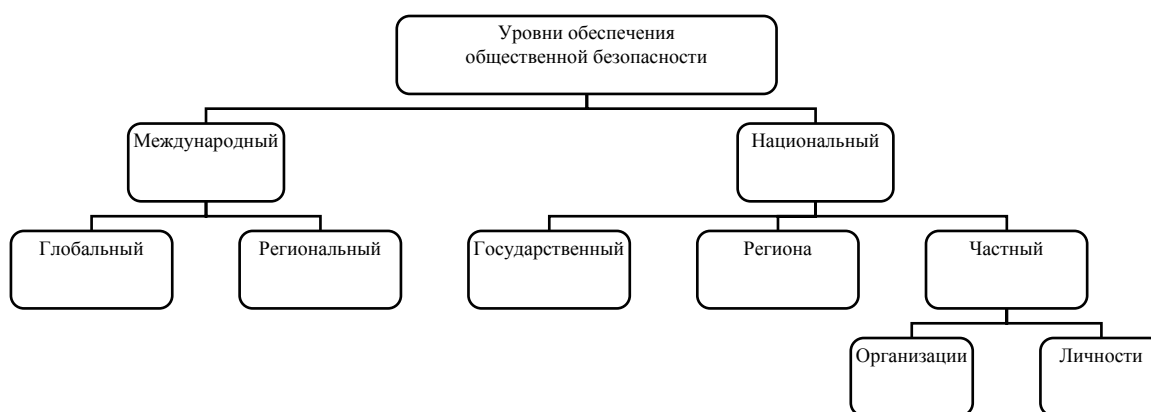 Уровни обеспечения
общественной безопасности
Международный
Национальный
Глобальный
Региональный
Государственный
Региона
Частный
Организации
Личности